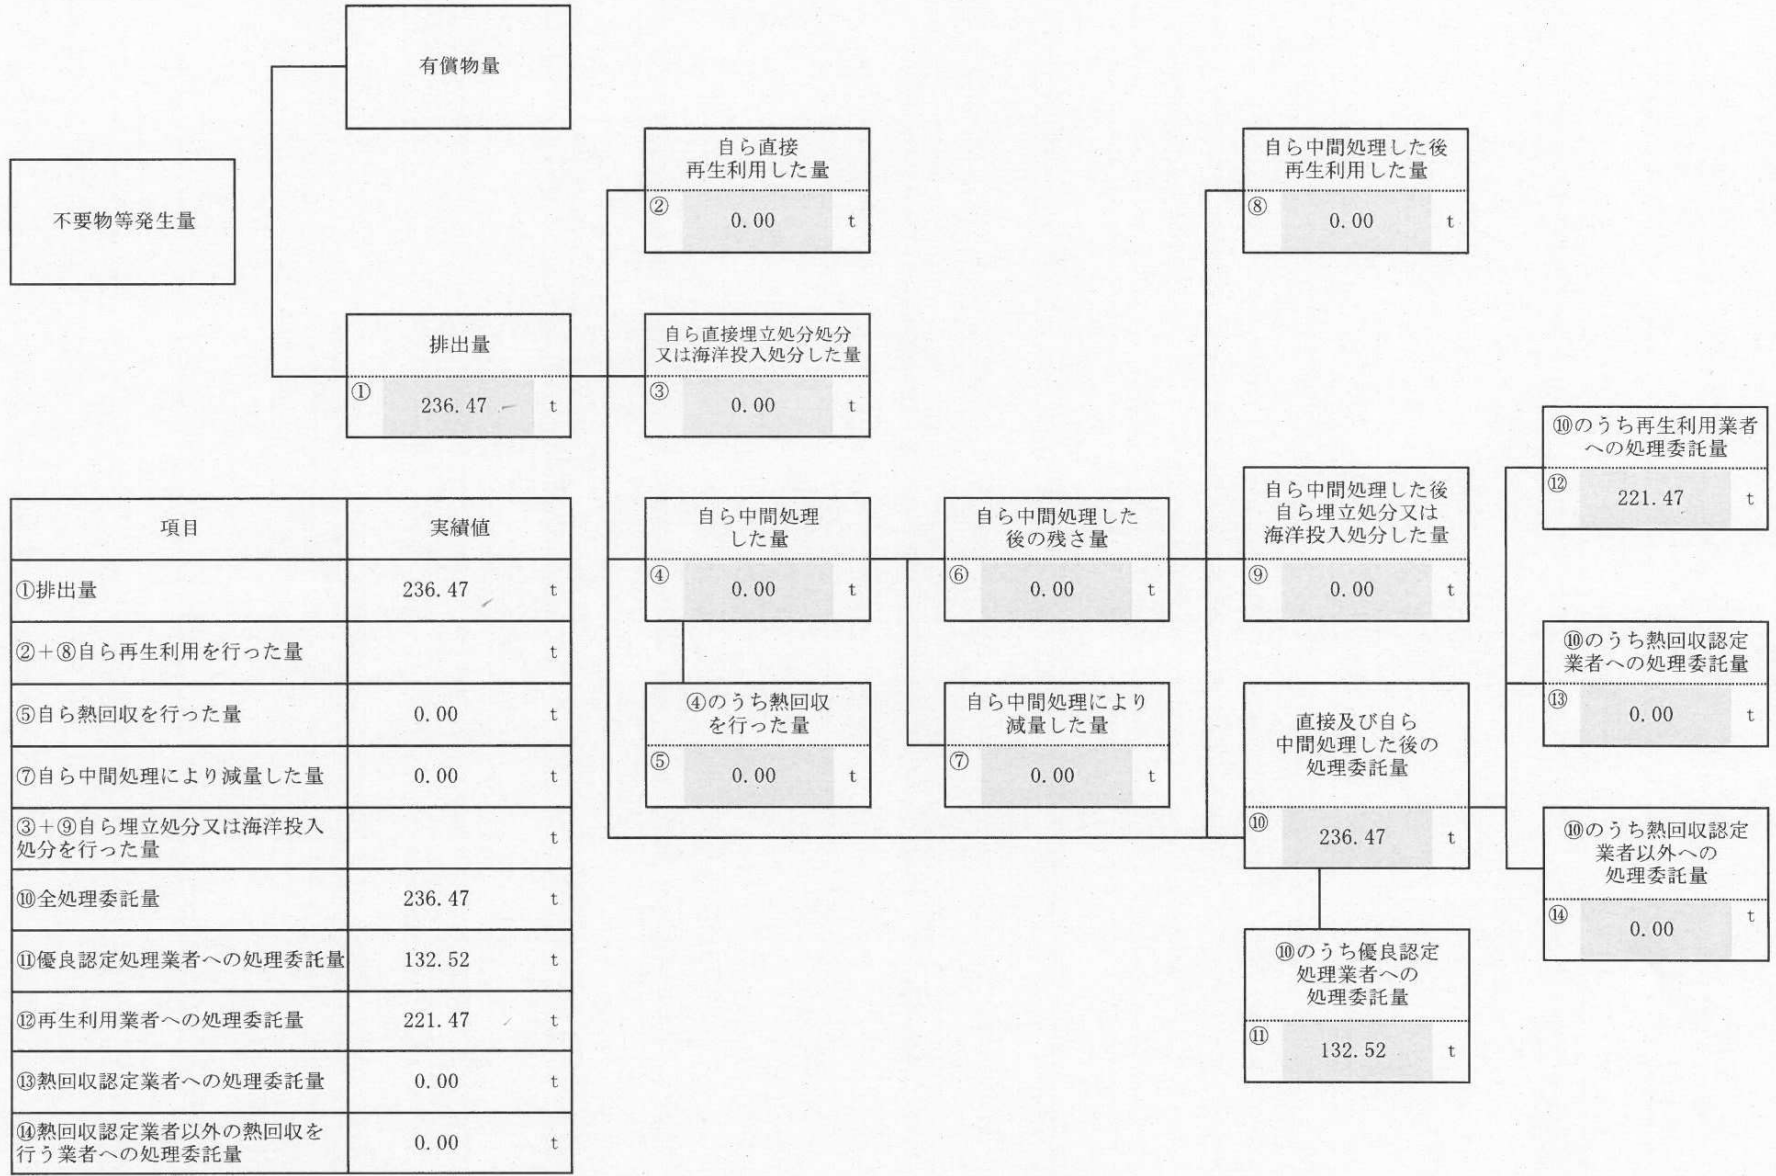 有償物量
不要物等発生量
排出量
① 236.47 t
自ら直接
再生利用した量
② 0.00 t
自ら直接埋立処分処分
又は海洋投入処分した量
③ 0.00 t
自ら中間処理
した量
④ 0.00 t
④のうち熱回収
を行った量
⑤ 0.00 t
自ら中間処理した
後の残さ量
⑥ 0.00 t
自ら中間処理により
減量した量
⑦ 0.00 t
自ら中間処理した後
再生利用した量
⑧ 0.00 t
自ら中間処理した後
自ら埋立処分又は
海洋投入処分した量
⑨ 0.00 t
直接及び自ら
中間処理した後の
処理委託量
⑩ 236.47 t
⑩のうち優良認定
処理業者への
処理委託量
⑪ 132.52 t
⑩のうち再生利用業者
への処理委託量
⑫ 221.47 t
⑩のうち熱回収認定
業者への処理委託量
⑬ 0.00 t
⑩のうち熱回収認定
業者以外への
処理委託量
⑭ 0.00 t
項目 実績値
①排出量 236.47 t
②＋⑧自ら再生利用を行った量 t
⑤自ら熱回収を行った量 0.00 t
⑦自ら中間処理により減量した量 0.00 t
③＋⑨自ら埋立処分又は海洋投入
処分を行った量 t
⑩全処理委託量 236.47 t
⑪優良認定処理業者への処理委託量 132.52 t
⑫再生利用業者への処理委託量 221.47 t
⑬熱回収認定業者への処理委託量 0.00 t
⑭熱回収認定業者以外の熱回収を
行う業者への処理委託量 0.00 t